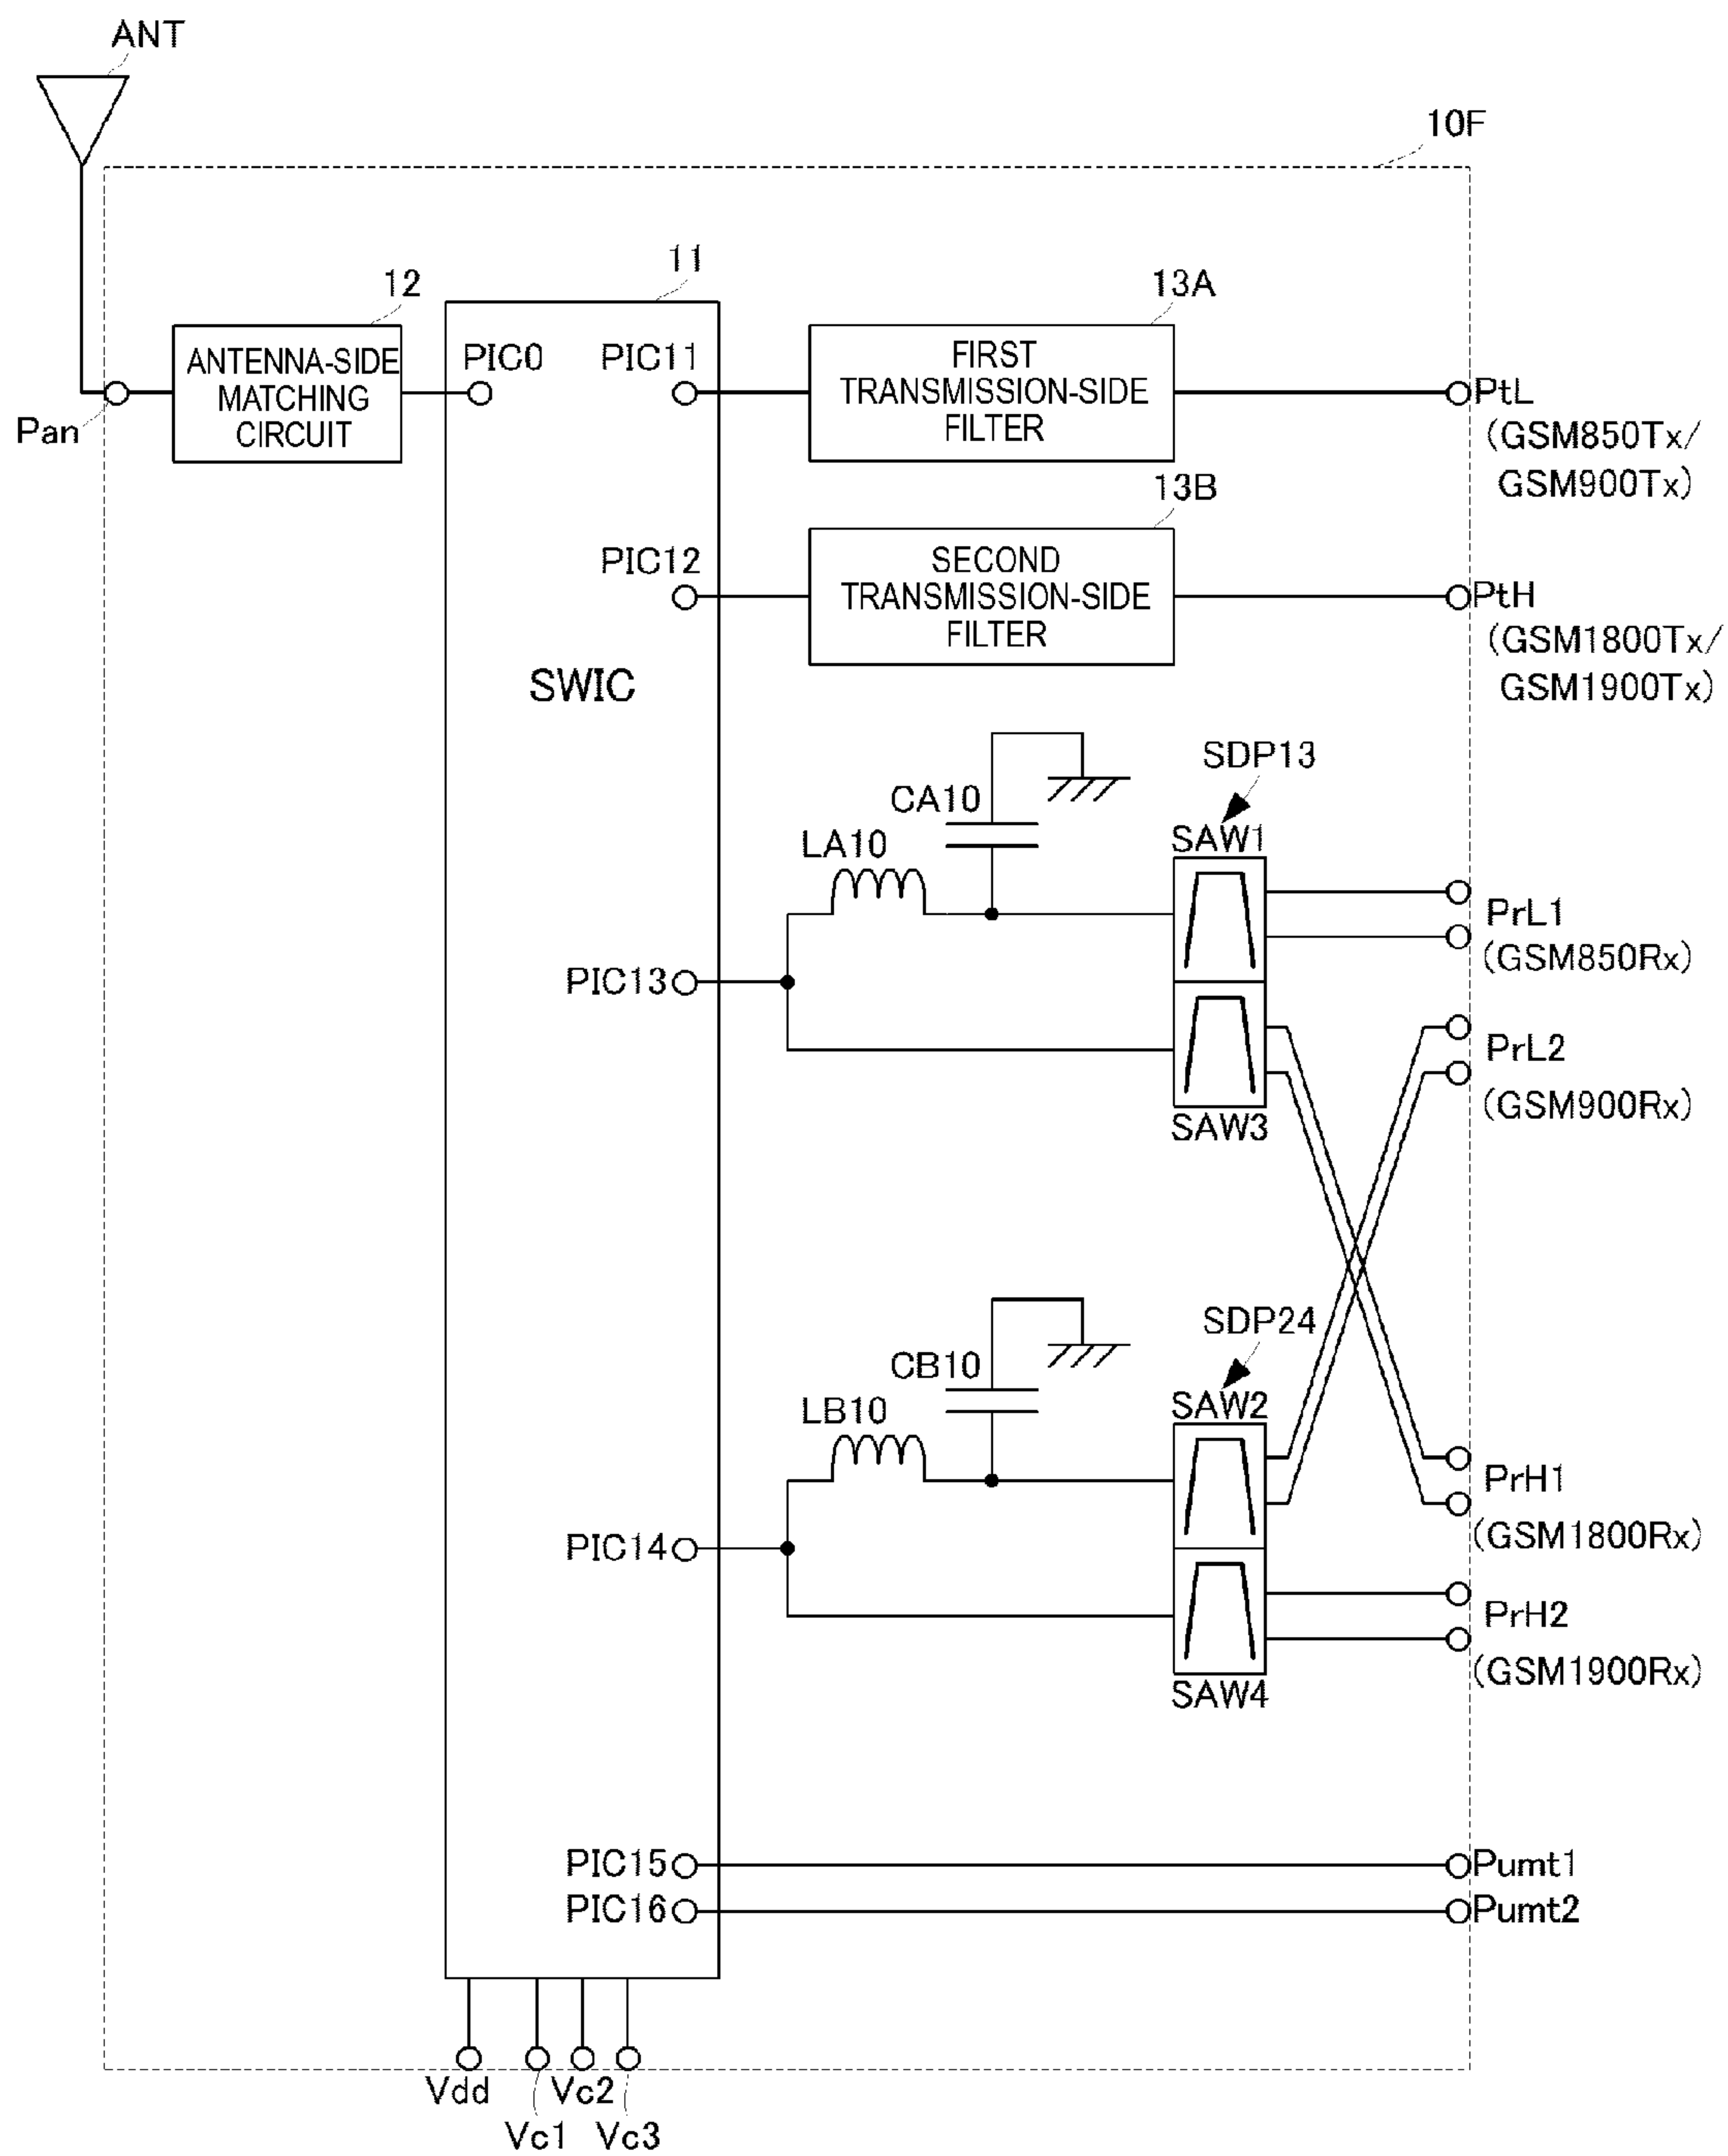 ANT
10F
11
12
13A
PIC0
PIC11
ANTENNA-SIDE
MATCHING
CIRCUIT
FIRST
TRANSMISSION-SIDE
FILTER
Pan
PtL
(GSM850Tx/
GSM900Tx)
13B
PIC12
SECOND
TRANSMISSION-SIDE
FILTER
PtH
(GSM1800Tx/
GSM1900Tx)
SWIC
SDP13
CA10
SAW1
LA10
PrL1
(GSM850Rx)
PIC13
PrL2
(GSM900Rx)
SAW3
SDP24
CB10
SAW2
LB10
PrH1
(GSM1800Rx)
PIC14
PrH2
(GSM1900Rx)
SAW4
PIC15
Pumt1
PIC16
Pumt2
Vdd
Vc2
Vc1
Vc3